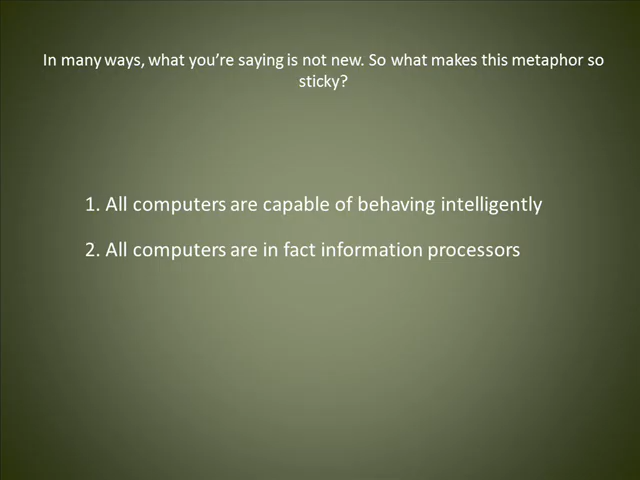 In many ways, what you're saying is not new. So what makes this metaphor so
sticky?
1. All computers are capable of behaving intelligently
2. All computers are in fact information processors